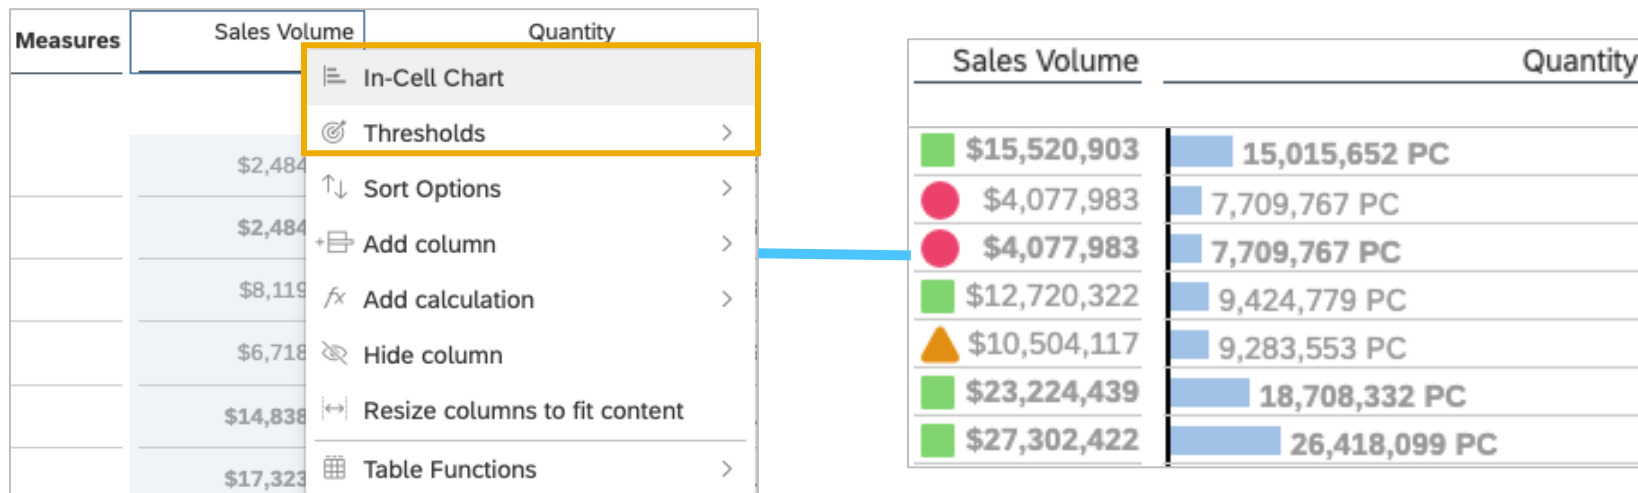 Measures
Sales Volume
Quantity
In-Cell Chart
Thresholds
$2,484
Sort Options
$2,484
Add column
$8,119
Add calculation
$6,718
Hide column
$14,838
Resize columns to fit content
$17,323
Table Functions
Sales Volume Quantity
$15,520,903 15,015,652 PC
$4,077,983 7,709,767 PC
$4,077,983 7,709,767 PC
$12,720,322 9,424,779 PC
$10,504,117 9,283,553 PC
$23,224,439 18,708,332 PC
$27,302,422 26,418,099 PC